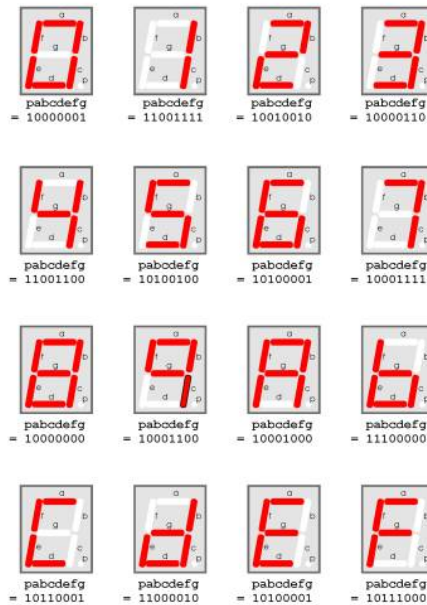 a
f b
g
e c
d p
pabcdefg
= 10000001
a
f b
g
e c
d p
pabcdefg
= 11001111
a
f b
g
e c
d p
pabcdefg
= 10010010
a
f b
g
e c
d p
pabcdefg
= 10000110
a
f b
g
e c
d p
pabcdefg
= 11001100
a
f b
g
e c
d p
pabcdefg
= 10100100
a
f b
g
e c
d p
pabcdefg
= 10100001
a
f b
g
e c
d p
pabcdefg
= 10001111
a
f b
g
e c
d p
pabcdefg
= 10000000
a
f b
g
e c
d p
pabcdefg
= 10001100
a
f b
g
e c
d p
pabcdefg
= 10001000
a
f b
g
e c
d p
pabcdefg
= 11100000
a
f b
g
e c
d p
pabcdefg
= 10110001
a
f b
g
e c
d p
pabcdefg
= 11000010
a
f b
g
e c
d p
pabcdefg
= 10100001
a
f b
g
e c
d p
pabcdefg
= 10111000